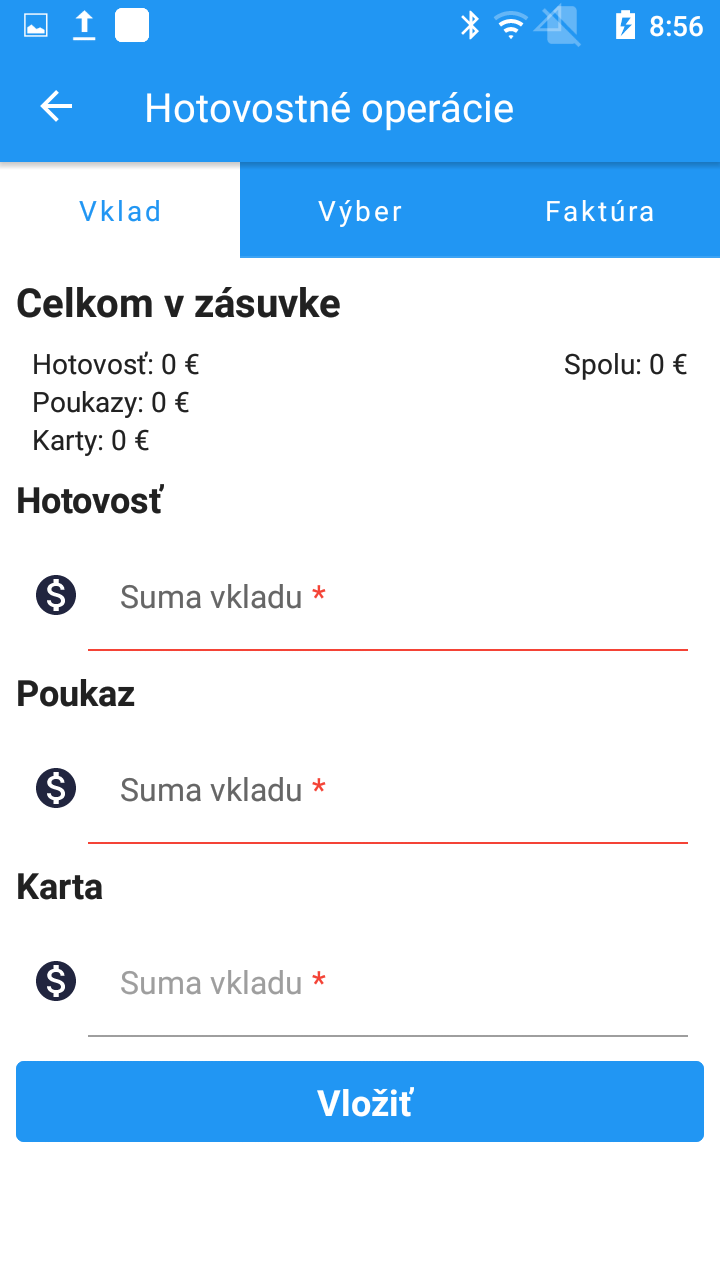 8:56
Hotovostné operácie
Vklad Výber Faktúra
Celkom v zásuvke
Hotovosť: 0 € Spolu: 0 €
Poukazy: 0 €
Karty: 0 €
Hotovosť
Suma vkladu *
Poukaz
Suma vkladu *
Karta
Suma vkladu *
Vložiť